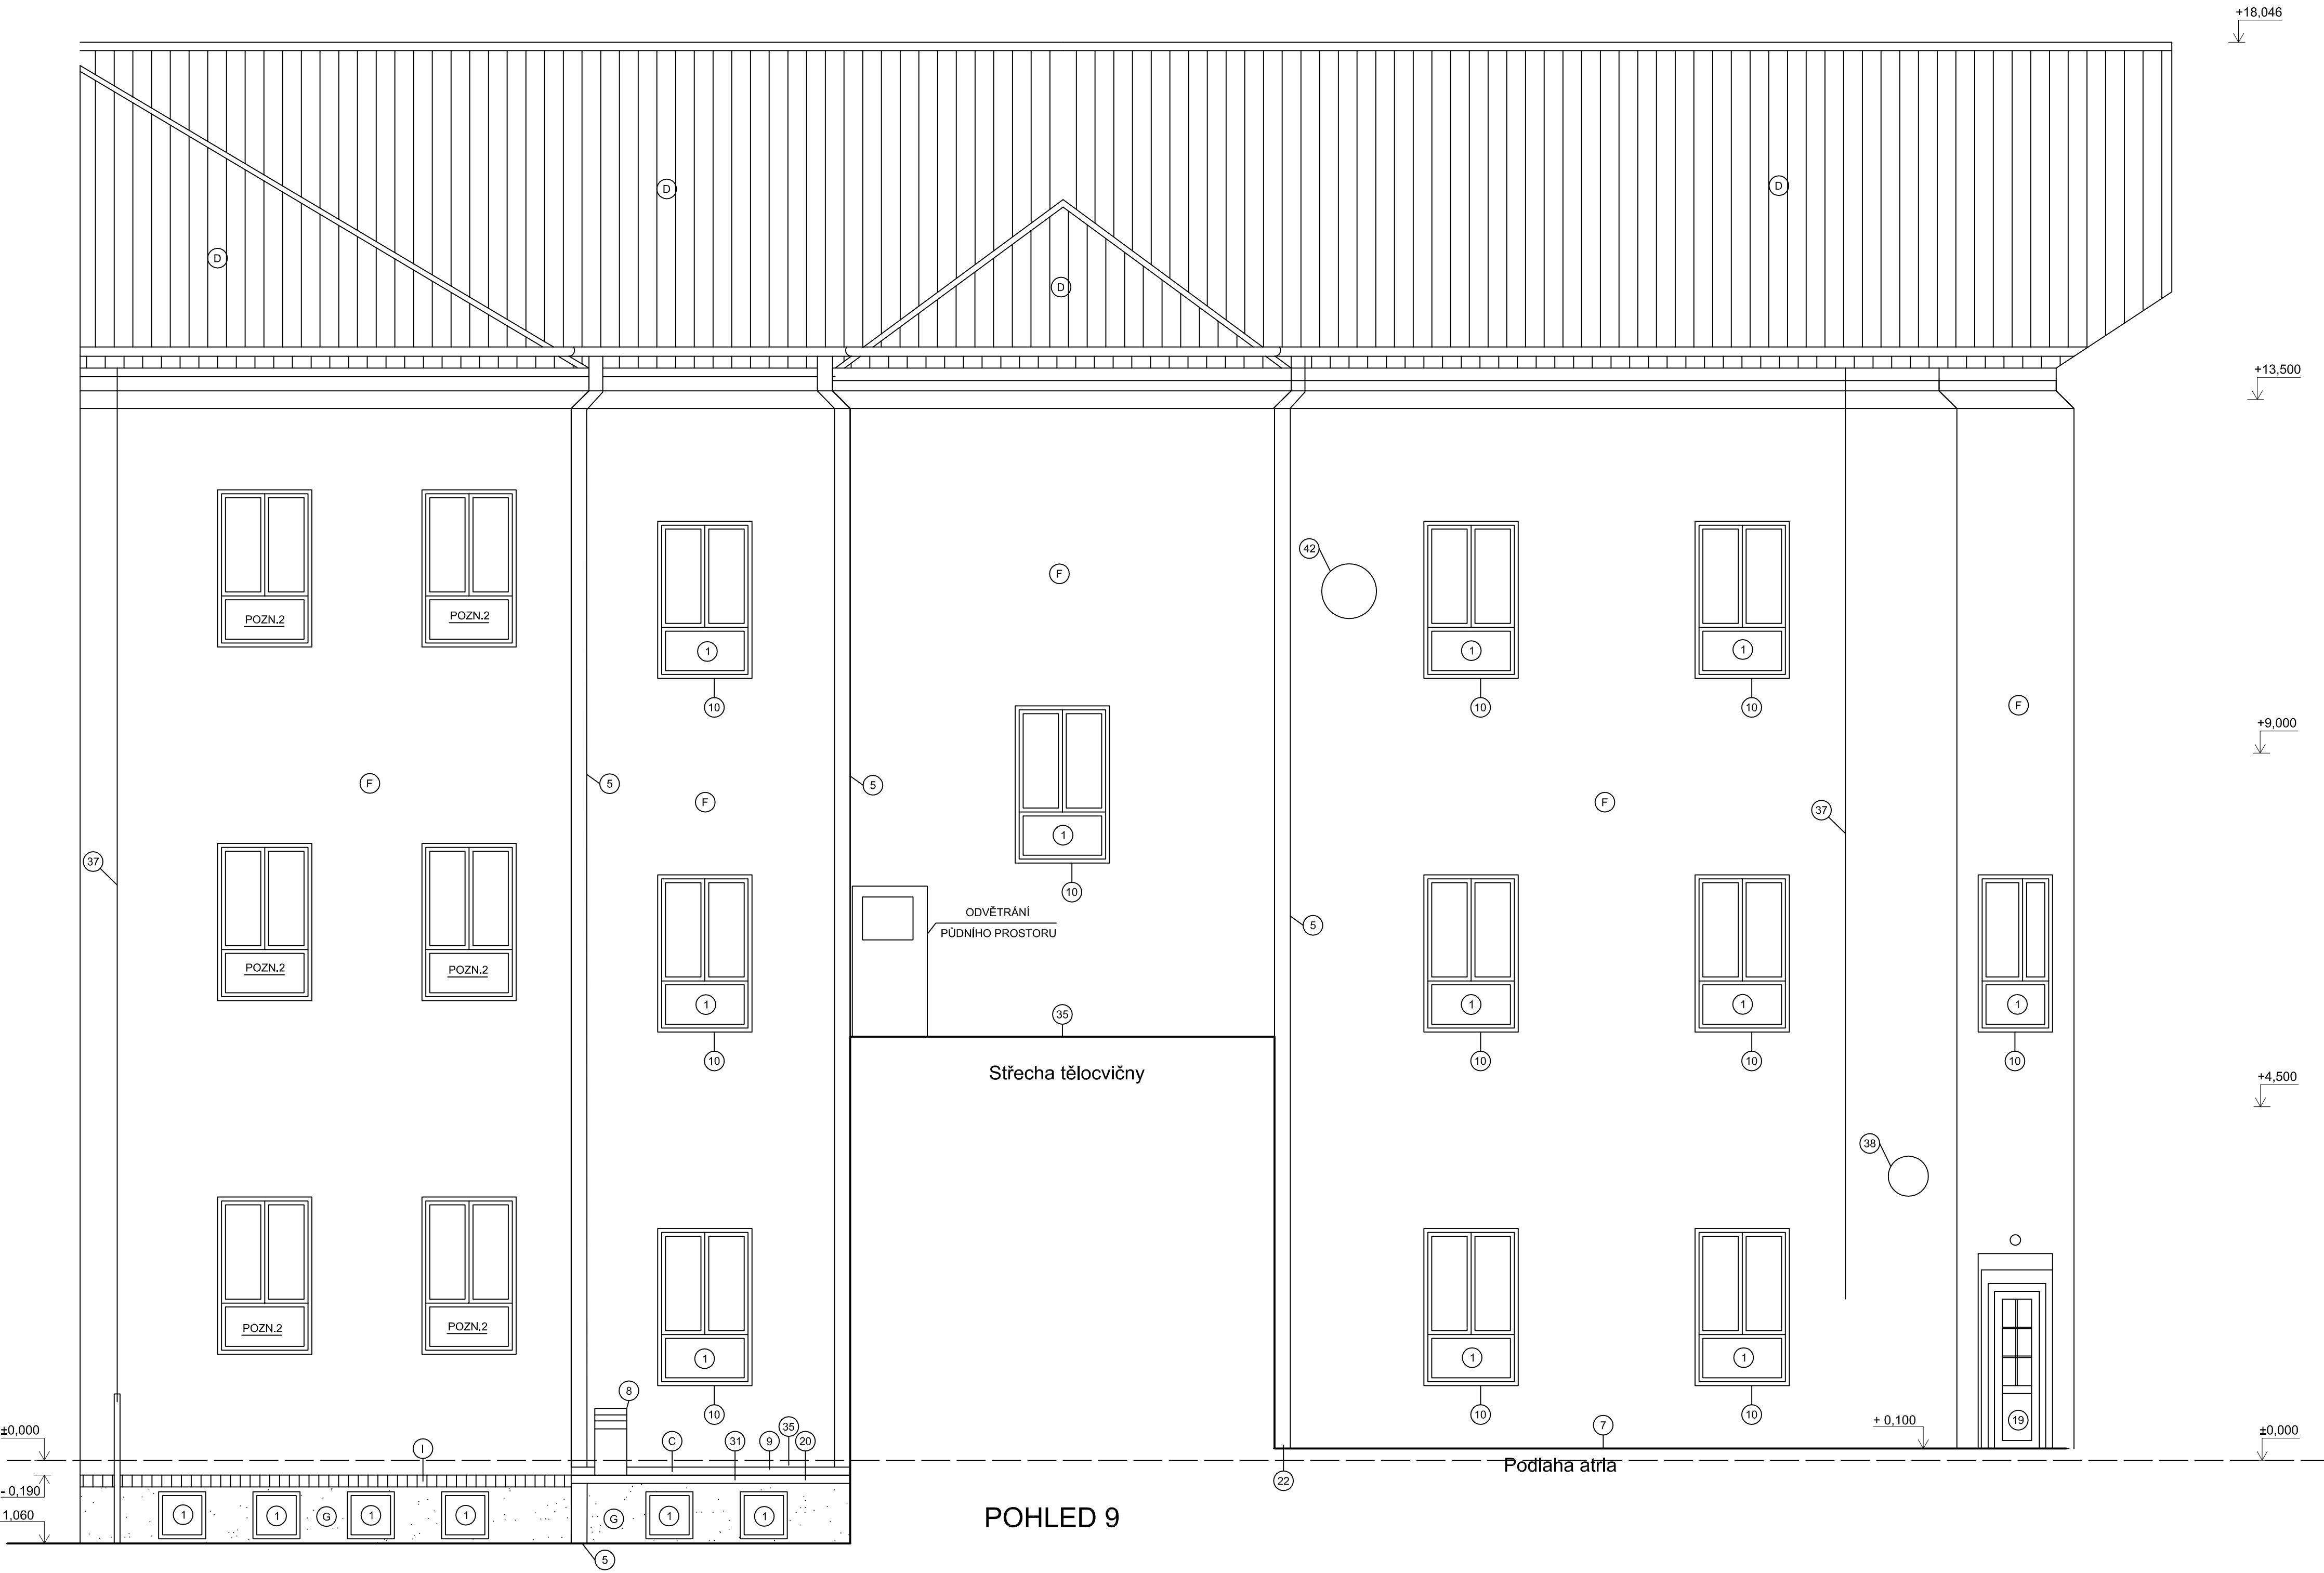 +18,046
D
D
D
D
+13,500
42
F
POZN.2
POZN.2
1
1
1
10
10
10
F
+9,000
F
5
5
F
F
37
1
37
10
ODVĚTRÁNÍ
PŮDNÍHO PROSTORU
5
POZN.2
POZN.2
1
1
1
1
35
10
10
10
10
Střecha tělocvičny
+4,500
38
POZN.2
POZN.2
1
1
1
8
10
10
10
19
±0,000
I
C
31
9
35
20
7
+ 0,100
±0,000
Podlaha atria
22
- 0,190
1,060
1
1
G
1
1
G
1
1
POHLED 9
5